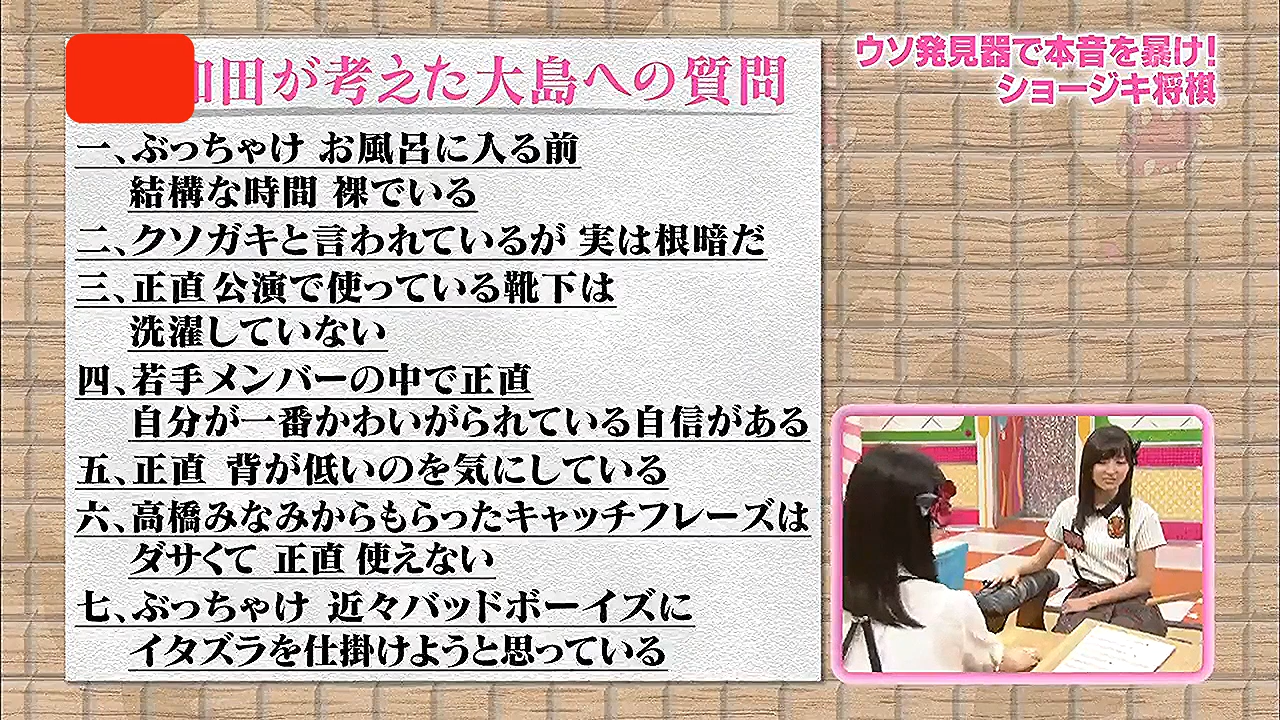 田が考えた大島への質問
ウソ発見器で本音を暴け!
ショージキ将棋
一、ぶっちゃけ お風呂に入る前
結構な時間 裸でいる
二、クソガキと言われているが 実は根暗だ
三、正直 公演で使っている靴下は
洗濯していない
四、若手メンバーの中で正直
自分が一番かわいがられている自信がある
五、正直 背が低いのを気にしている
六、高橋みなみからもらったキャッチフレーズは
ダサくて 正直 使えない
七、ぶっちゃけ 近々バッドボーイズに
イタズラを仕掛けようと思っている